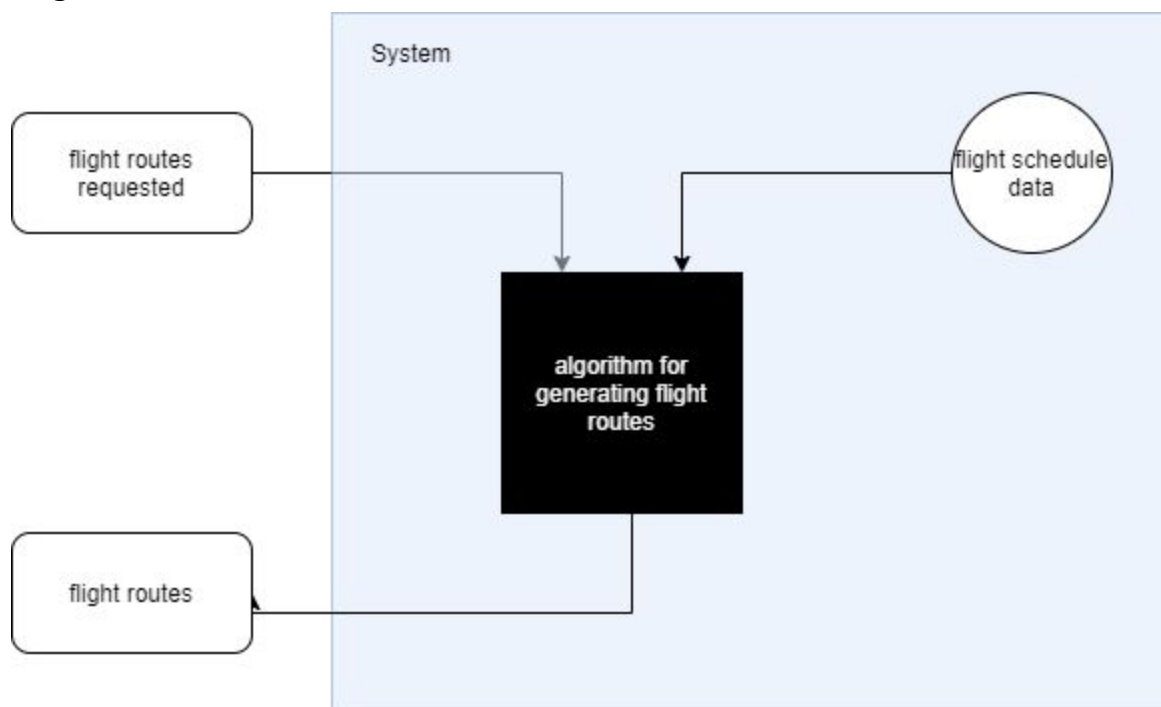 System
flight routes
requested
flight schedule
data
algorithm for
generating flight
routes
flight routes